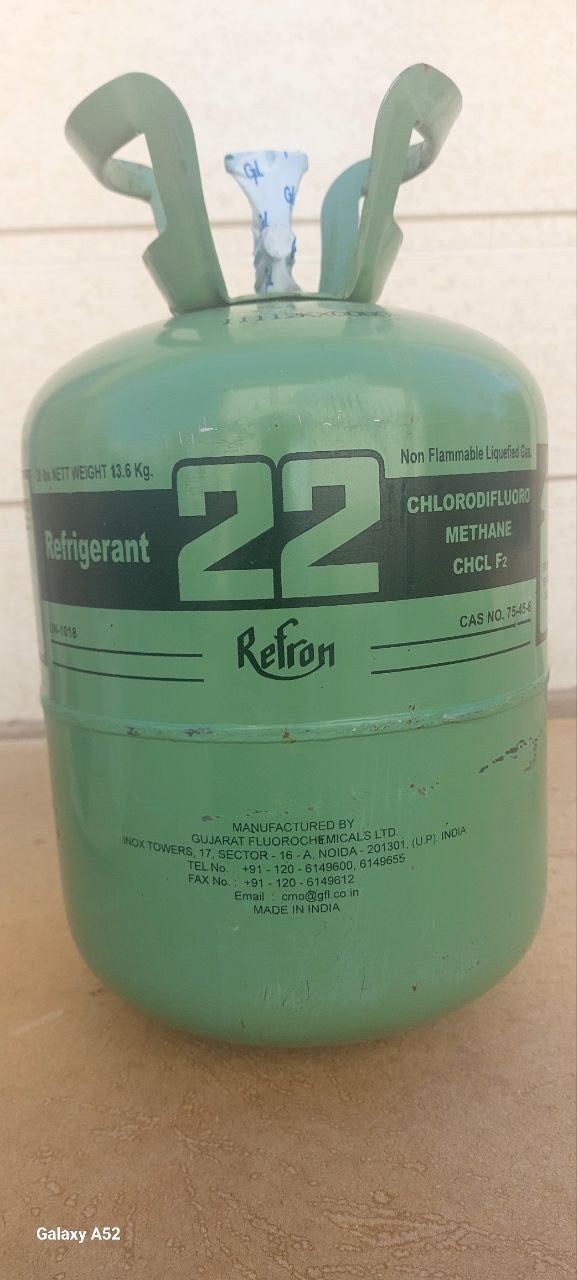 Gfl
Gfl
lbs NETT WEIGHT 13.6 Kg.
Non Flammable Liquefied Gas.
Refrigerant
22
CHLORODIFLUORO
METHANE
CHCL F2
UN-1018
CAS NO. 75-45-6
Refron
MANUFACTURED BY
GUJARAT FLUOROCHEMICALS LTD.
INOX TOWERS, 17, SECTOR - 16 - A, NOIDA - 201301, (U.P). INDIA
TEL No. : +91 - 120 - 6149600, 6149655
FAX No. : +91 - 120 - 6149612
Email : cmo@gfl.co.in
MADE IN INDIA
Galaxy A52